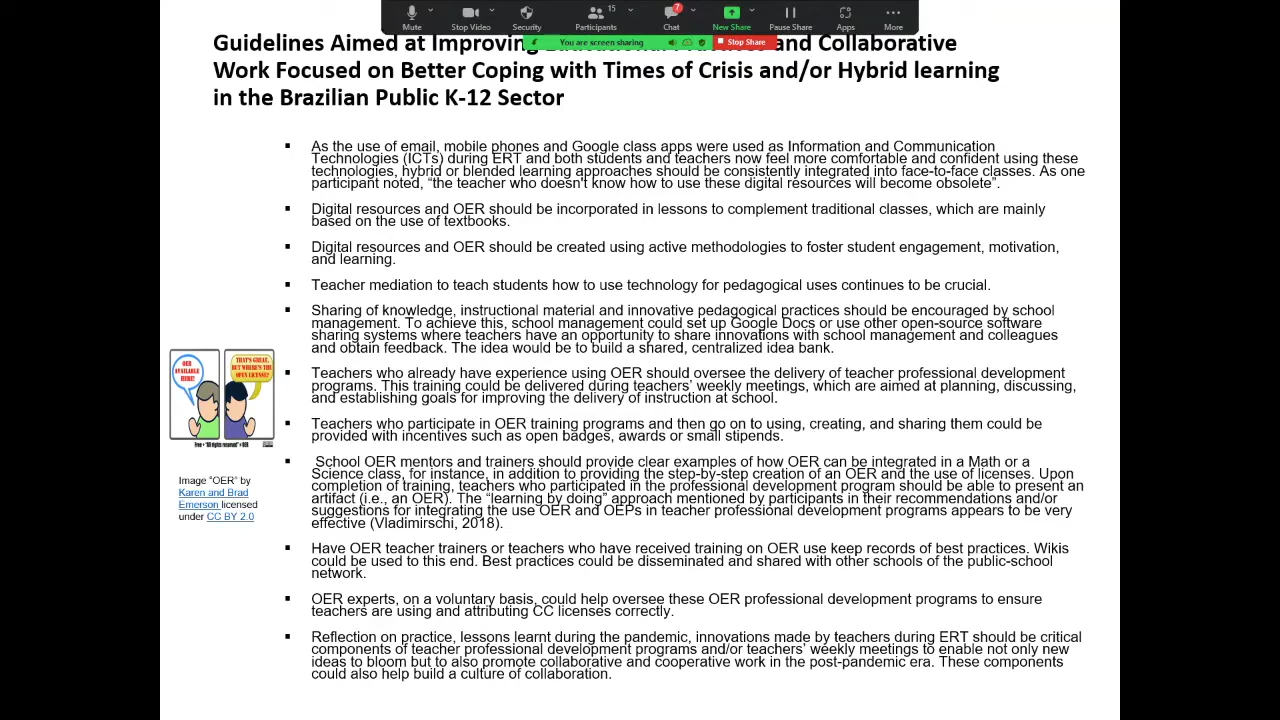 Mute
Stop Video
Security
15
Participants
7
Chat
New Share
Pause Share
Apps
More
You are screen sharing
Stop Share
Guidelines Aimed at Improving and Collaborative
Work Focused on Better Coping with Times of Crisis and/or Hybrid learning
in the Brazilian Public K-12 Sector
▪ As the use of email, mobile phones and Google class apps were used as Information and Communication
Technologies (ICTs) during ERT and both students and teachers now feel more comfortable and confident using these
technologies, hybrid or blended learning approaches should be consistently integrated into face-to-face classes. As one
participant noted, “the teacher who doesn't know how to use these digital resources will become obsolete”.
▪ Digital resources and OER should be incorporated in lessons to complement traditional classes, which are mainly
based on the use of textbooks.
▪ Digital resources and OER should be created using active methodologies to foster student engagement, motivation,
and learning.
▪ Teacher mediation to teach students how to use technology for pedagogical uses continues to be crucial.
▪ Sharing of knowledge, instructional material and innovative pedagogical practices should be encouraged by school
management. To achieve this, school management could set up Google Docs or use other open-source software
sharing systems where teachers have an opportunity to share innovations with school management and colleagues
and obtain feedback. The idea would be to build a shared, centralized idea bank.
▪ Teachers who already have experience using OER should oversee the delivery of teacher professional development
programs. This training could be delivered during teachers’ weekly meetings, which are aimed at planning, discussing,
and establishing goals for improving the delivery of instruction at school.
▪ Teachers who participate in OER training programs and then go on to using, creating, and sharing them could be
provided with incentives such as open badges, awards or small stipends.
▪ School OER mentors and trainers should provide clear examples of how OER can be integrated in a Math or a
Science class, for instance, in addition to providing the step-by-step creation of an OER and the use of licenses. Upon
completion of training, teachers who participated in the professional development program should be able to present an
artifact (i.e., an OER). The “learning by doing” approach mentioned by participants in their recommendations and/or
suggestions for integrating the use OER and OEPs in teacher professional development programs appears to be very
effective (Vladimirschi, 2018).
▪ Have OER teacher trainers or teachers who have received training on OER use keep records of best practices. Wikis
could be used to this end. Best practices could be disseminated and shared with other schools of the public-school
network.
▪ OER experts, on a voluntary basis, could help oversee these OER professional development programs to ensure
teachers are using and attributing CC licenses correctly.
▪ Reflection on practice, lessons learnt during the pandemic, innovations made by teachers during ERT should be critical
components of teacher professional development programs and/or teachers’ weekly meetings to enable not only new
ideas to bloom but to also promote collaborative and cooperative work in the post-pandemic era. These components
could also help build a culture of collaboration.
OER
AVAILABLE
HERE!
THAT'S GREAT,
BUT WHERE'S THE
OPEN LICENSE?
Free + "All rights reserved" ≠ OER
Image “OER” by
Karen and Brad
Emerson licensed
under CC BY 2.0